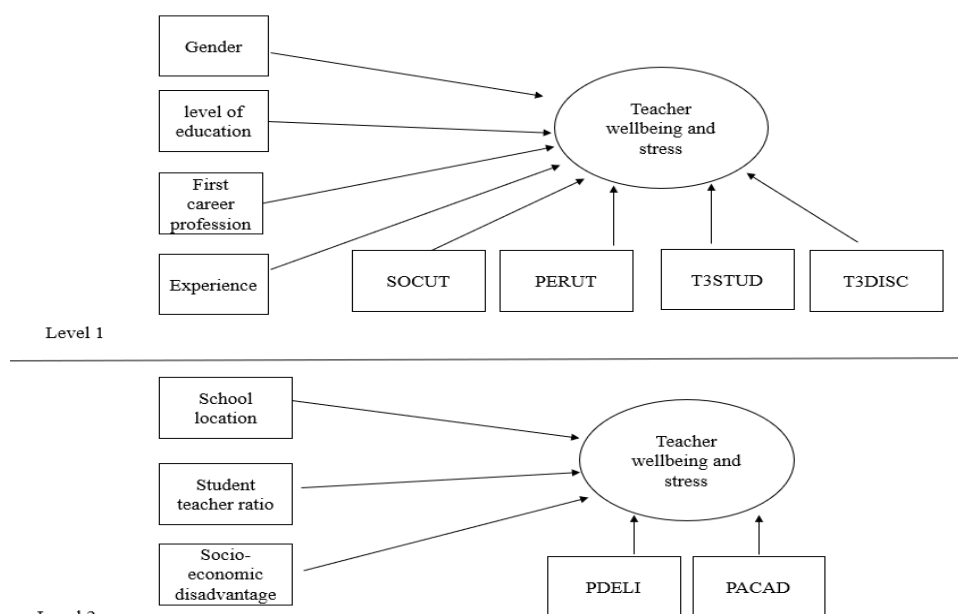 Gender
level of
education
First
career
profession
Experience
Teacher
wellbeing and
stress
SOCUT
PERUT
T3STUD
T3DISC
Level 1
School
location
Student
teacher ratio
Socio-
economic
disadvantage
Teacher
wellbeing and
stress
PDELI
PACAD